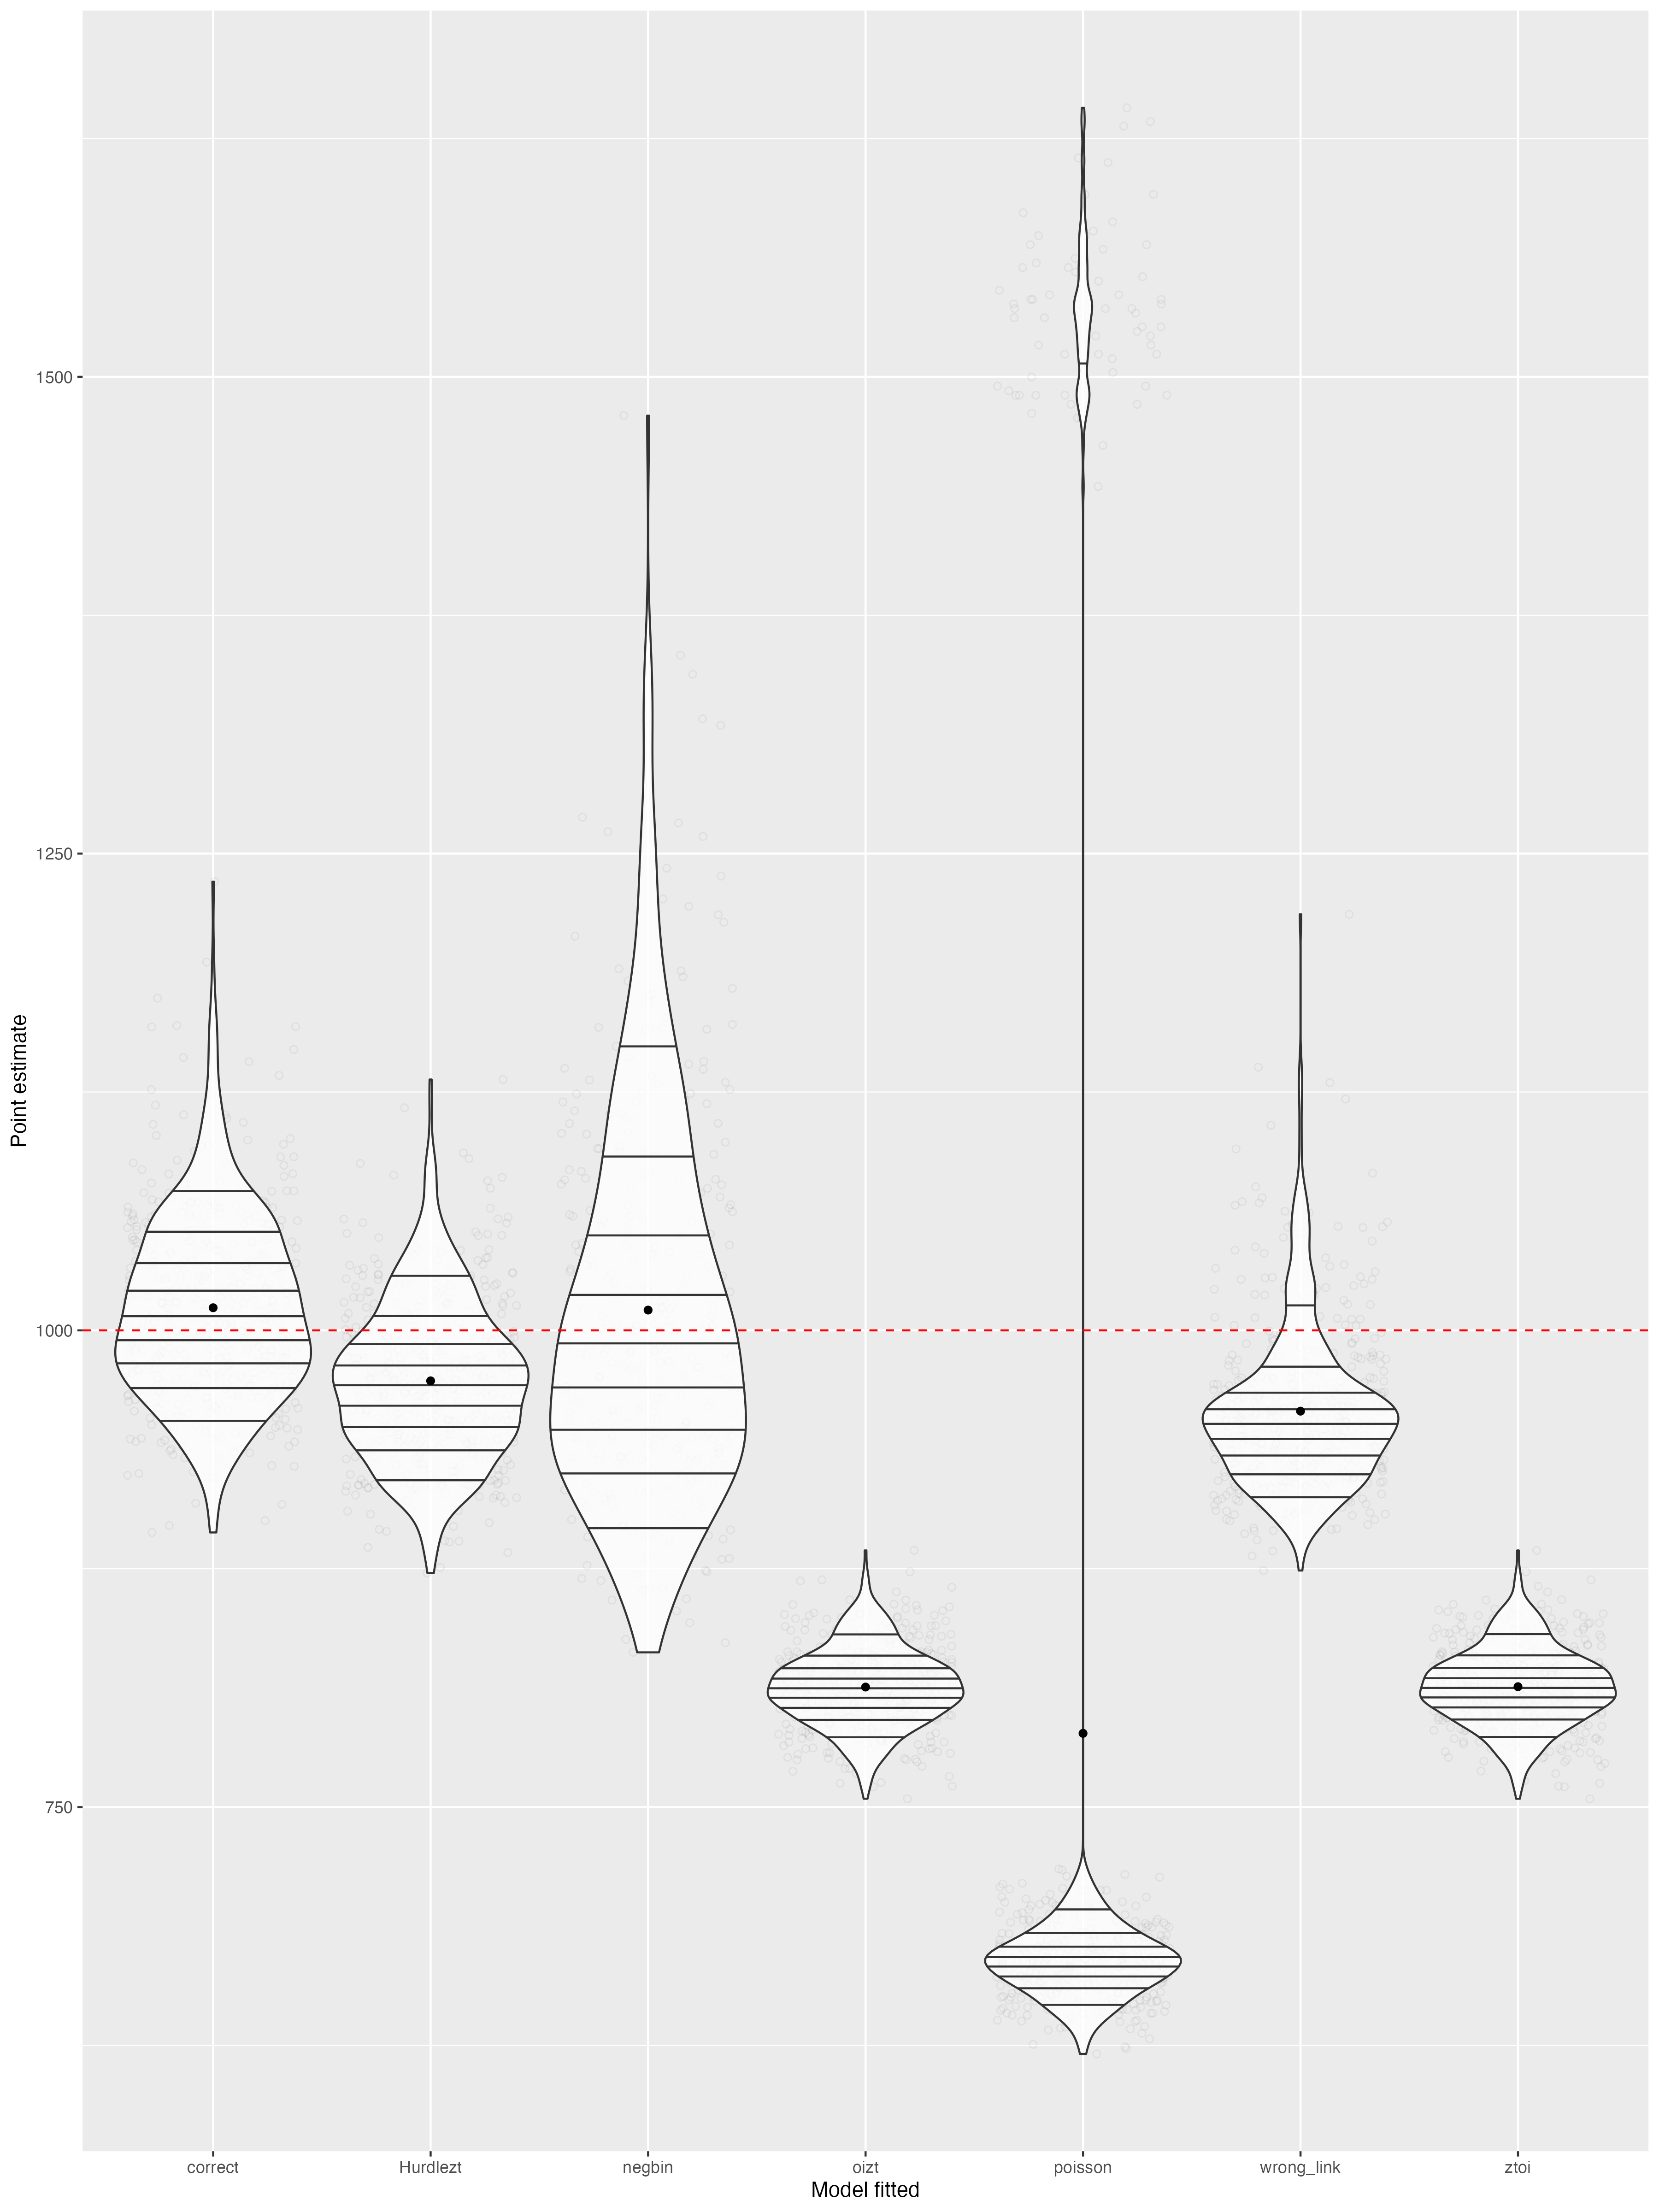 Point estimate
1500
1250
1000
750
correct
Hurdlezt
negbin
oizt
poisson
wrong_link
ztoi
Model fitted